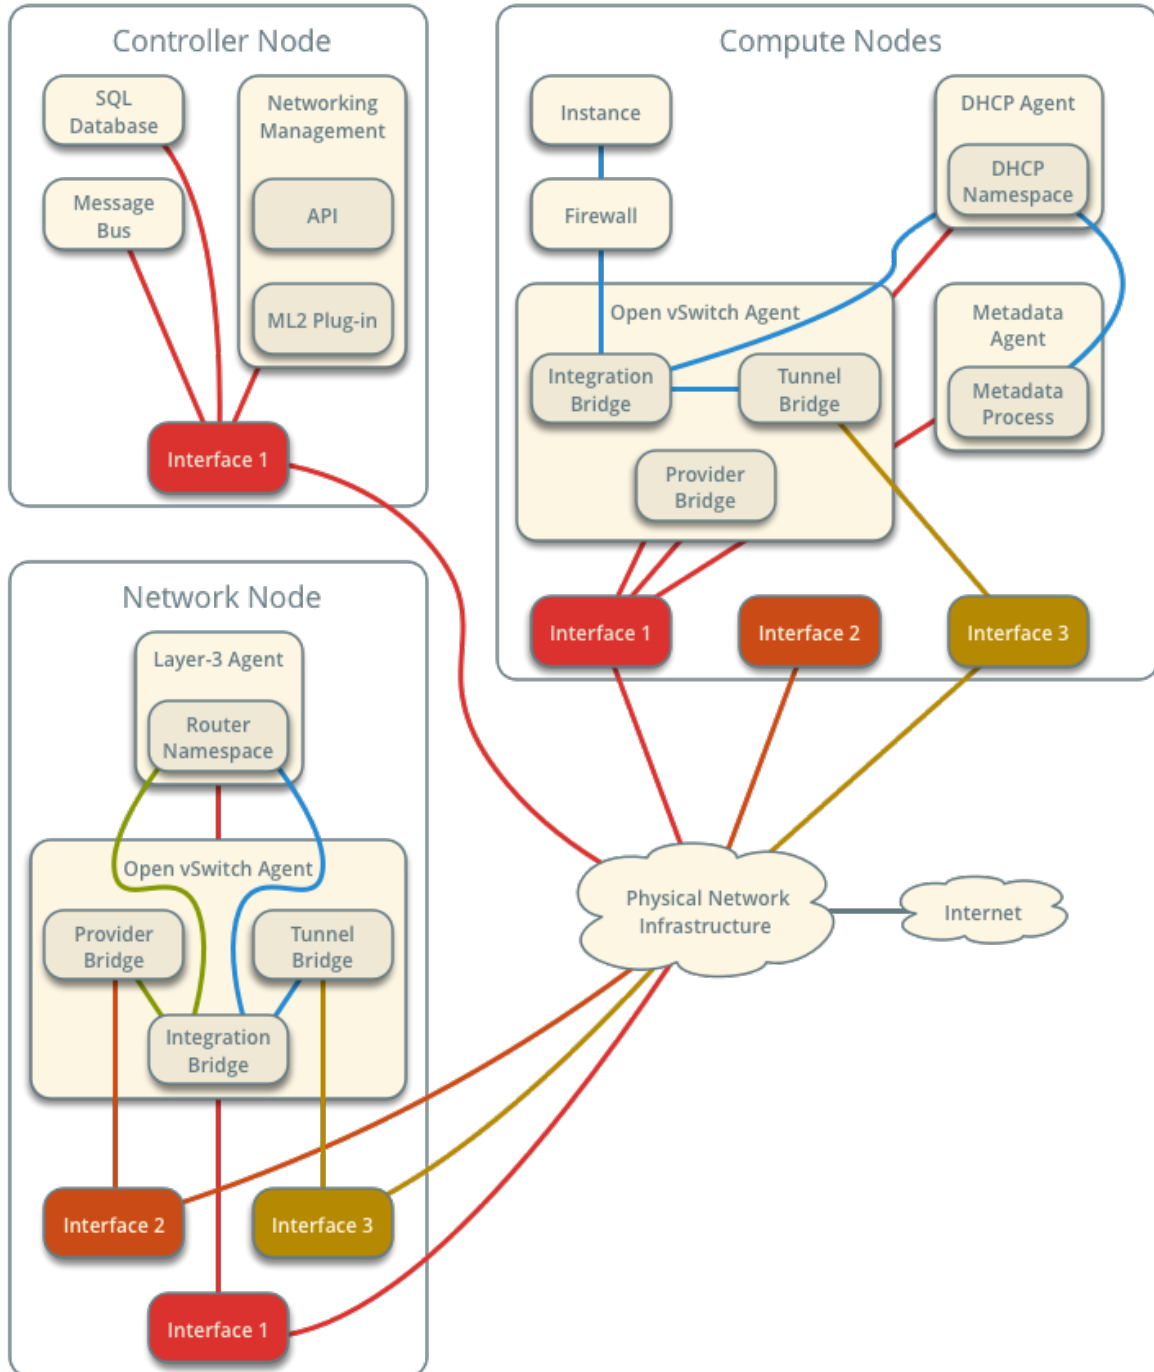 Controller Node
SQL
Database
Networking
Management
Message
Bus
API
ML2 Plug-in
Interface 1
Compute Nodes
Instance
DHCP Agent
DHCP
Namespace
Firewall
Open vSwitch Agent
Metadata
Agent
Integration
Bridge
Tunnel
Bridge
Metadata
Process
Provider
Bridge
Interface 1
Interface 2
Interface 3
Network Node
Layer-3 Agent
Router
Namespace
Open vSwitch Agent
Provider
Bridge
Tunnel
Bridge
Integration
Bridge
Interface 2
Interface 3
Interface 1
Physical Network
Infrastructure
Internet